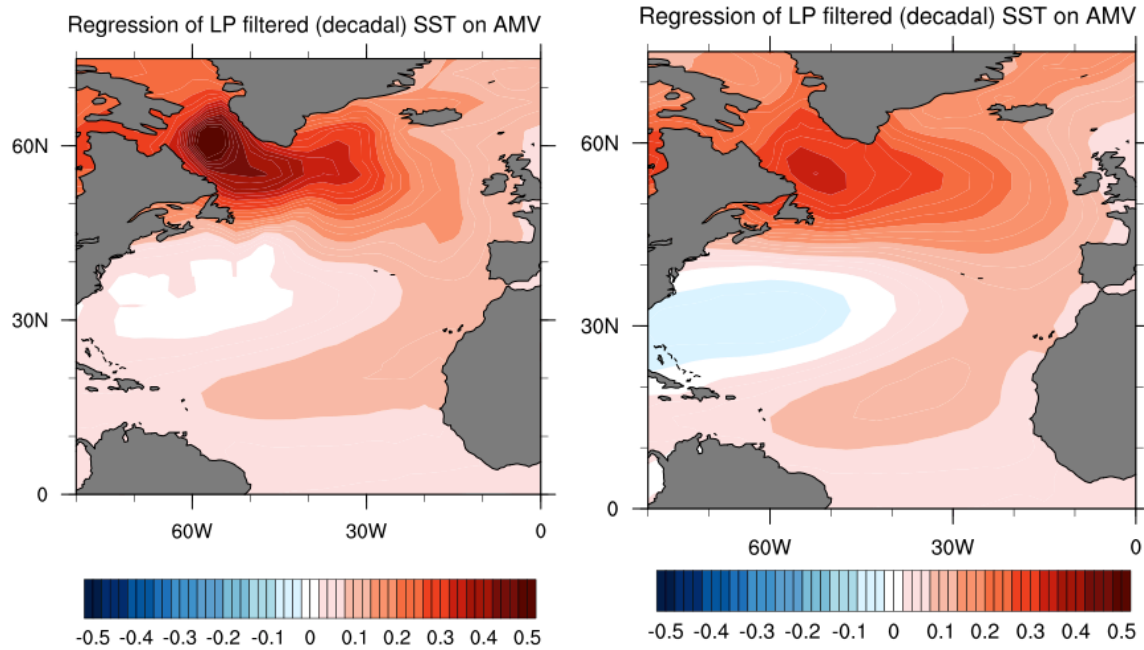 Regression of LP filtered (decadal) SST on AMV
60N
30N
0
60W 30W 0
-0.5 -0.4 -0.3 -0.2 -0.1 0 0.1 0.2 0.3 0.4 0.5
Regression of LP filtered (decadal) SST on AMV
60N
30N
0
60W 30W 0
-0.5 -0.4 -0.3 -0.2 -0.1 0 0.1 0.2 0.3 0.4 0.5